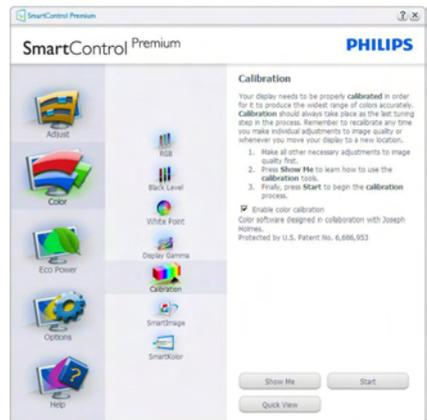 SmartControl Premium
SmartControl Premium
PHILIPS
Adjust
Color
Eco Power
Options
Help
RGB
Black Level
White Point
Display Gamma
Calibration
SmartImage
SmartKolor
Calibration
Your display needs to be properly calibrated in order
for it to produce the widest range of colors accurately.
Calibration should always take place as the last tuning
step in the process. Remember to recalibrate any time
you make individual adjustments to image quality or
whenever you move your display to a new location.
1. Make all other necessary adjustments to image
quality first.
2. Press Show Me to learn how to use the
calibration tools.
3. Finally, press Start to begin the calibration
process.
Enable color calibration
Color software designed in collaboration with Joseph
Holmes.
Protected by U.S. Patent No. 6,686,953
Show Me
Start
Quick View